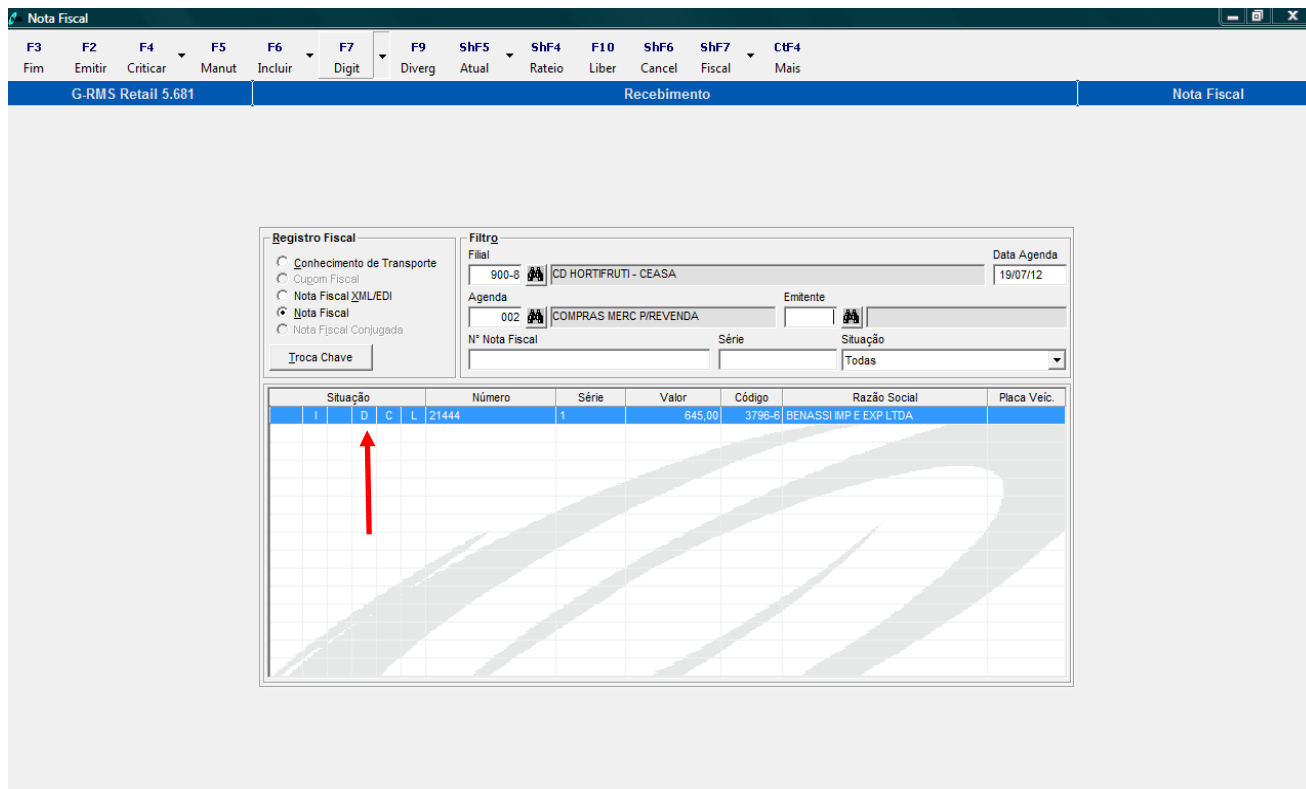 Nota Fiscal
F3 F2 F4 F5 F6 F7 F9 ShF5 ShF4 F10 ShF6 ShF7 CtF4
Fim Emitir Criticar Manut Incluir Digit Diverg Atual Rateio Liber Cancel Fiscal Mais
G-RMS Retail 5.681 Recebimento Nota Fiscal
Registro Fiscal
Conhecimento de Transporte
Cupom Fiscal
Nota Fiscal XML/EDI
Nota Fiscal
Nota Fiscal Conjugada
Troca Chave
Filtro
Filial Data Agenda
900-8 CD HORTIFRUTI - CEASA 19/07/12
Agenda Emitente
002 COMPRAS MERC P/REVENDA
N° Nota Fiscal Série Situação
Todas
Situação Número Série Valor Código Razão Social Placa Veíc.
I D C L 21444 1 645,00 3796-6 BENASSI IMP E EXP LTDA